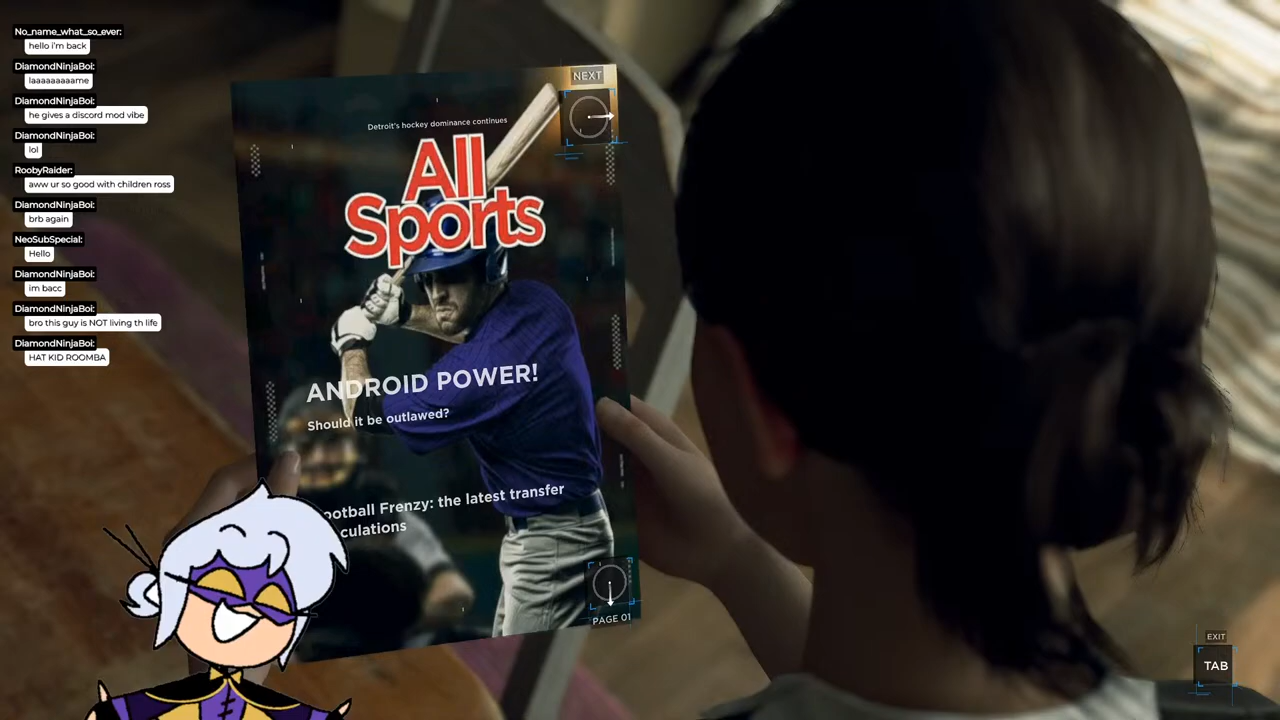 No_name_what_so_ever:
hello i'm back
DiamondNinjaBoi:
laaaaaaaaame
DiamondNinjaBoi:
he gives a discord mod vibe
DiamondNinjaBoi:
lol
RoobyRaider:
aww ur so good with children ross
DiamondNinjaBoi:
brb again
NeoSubSpecial:
Hello
DiamondNinjaBoi:
im bacc
DiamondNinjaBoi:
bro this guy is NOT living th life
DiamondNinjaBoi:
HAT KID ROOMBA
NEXT
Detroit's hockey dominance continues
All
Sports
ANDROID POWER!
Should it be outlawed?
ootball Frenzy: the latest transfer
culations
PAGE 01
EXIT
TAB